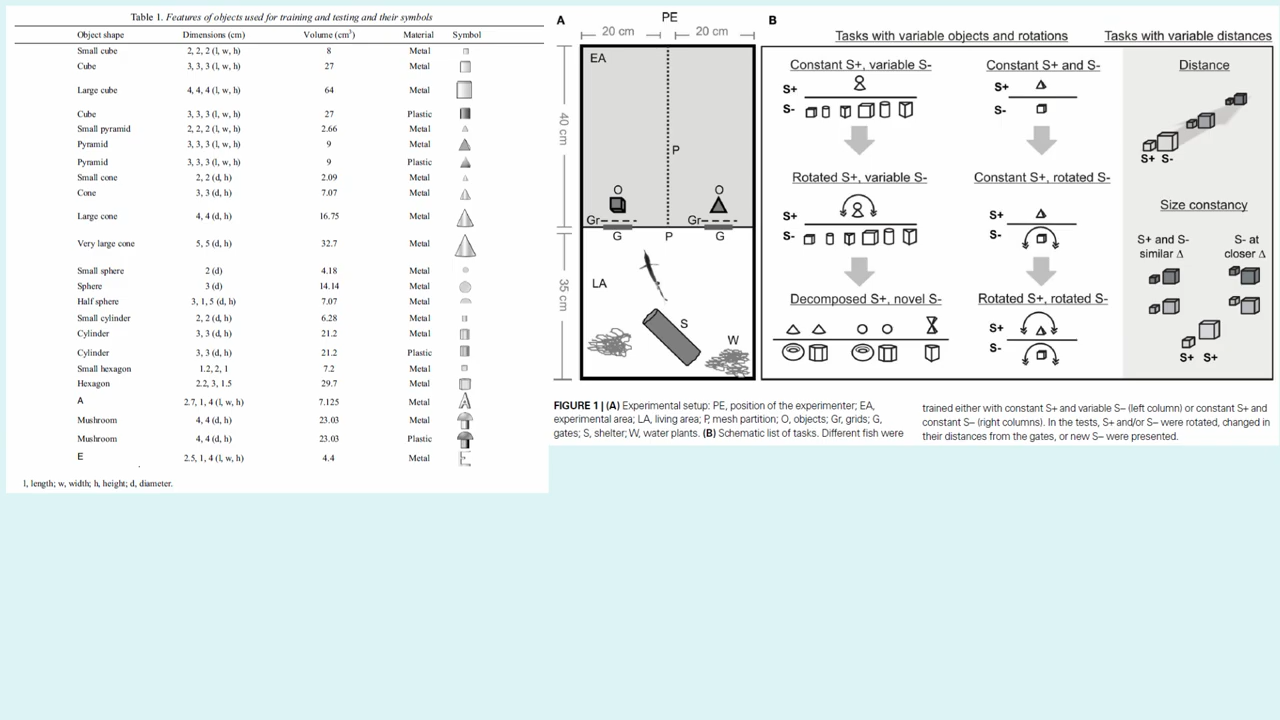 Table 1. Features of objects used for training and testing and their symbols
Object shape Dimensions (cm) Volume (cm³) Material Symbol
Small cube 2, 2, 2 (l, w, h) 8 Metal
Cube 3, 3, 3 (l, w, h) 27 Metal
Large cube 4, 4, 4 (l, w, h) 64 Metal
Cube 3, 3, 3 (l, w, h) 27 Plastic
Small pyramid 2, 2, 2 (l, w, h) 2.66 Metal
Pyramid 3, 3, 3 (l, w, h) 9 Metal
Pyramid 3, 3, 3 (l, w, h) 9 Plastic
Small cone 2, 2 (d, h) 2.09 Metal
Cone 3, 3 (d, h) 7.07 Metal
Large cone 4, 4 (d, h) 16.75 Metal
Very large cone 5, 5 (d, h) 32.7 Metal
Small sphere 2 (d) 4.18 Metal
Sphere 3 (d) 14.14 Metal
Half sphere 3, 1,5 (d, h) 7.07 Metal
Small cylinder 2, 2 (d, h) 6.28 Metal
Cylinder 3, 3 (d, h) 21.2 Metal
Cylinder 3, 3 (d, h) 21.2 Plastic
Small hexagon 1.2, 2, 1 7.2 Metal
Hexagon 2.2, 3, 1.5 29.7 Metal
A 2.7, 1, 4 (l, w, h) 7.125 Metal A
Mushroom 4, 4 (d, h) 23.03 Metal
Mushroom 4, 4 (d, h) 23.03 Plastic
E 2.5, 1, 4 (l, w, h) 4.4 Metal E
l, length; w, width; h, height; d, diameter.
A PE
20 cm 20 cm
EA
40 cm
P
O O
Gr Gr
G P G
35 cm
LA
S
W
B
Tasks with variable objects and rotations
Constant S+, variable S-
S+
S-
Rotated S+, variable S-
S+
S-
Decomposed S+, novel S-
Constant S+ and S-
S+
S-
Constant S+, rotated S-
S+
S-
Rotated S+, rotated S-
S+
S-
Tasks with variable distances
Distance
S+ S-
Size constancy
S+ and S- S- at
similar Δ closer Δ
S+ S+
FIGURE 1 | (A) Experimental setup: PE, position of the experimenter; EA,
experimental area; LA, living area; P, mesh partition; O, objects; Gr, grids; G,
gates; S, shelter; W, water plants. (B) Schematic list of tasks. Different fish were
trained either with constant S+ and variable S− (left column) or constant S+ and
constant S− (right columns). In the tests, S+ and/or S− were rotated, changed in
their distances from the gates, or new S− were presented.